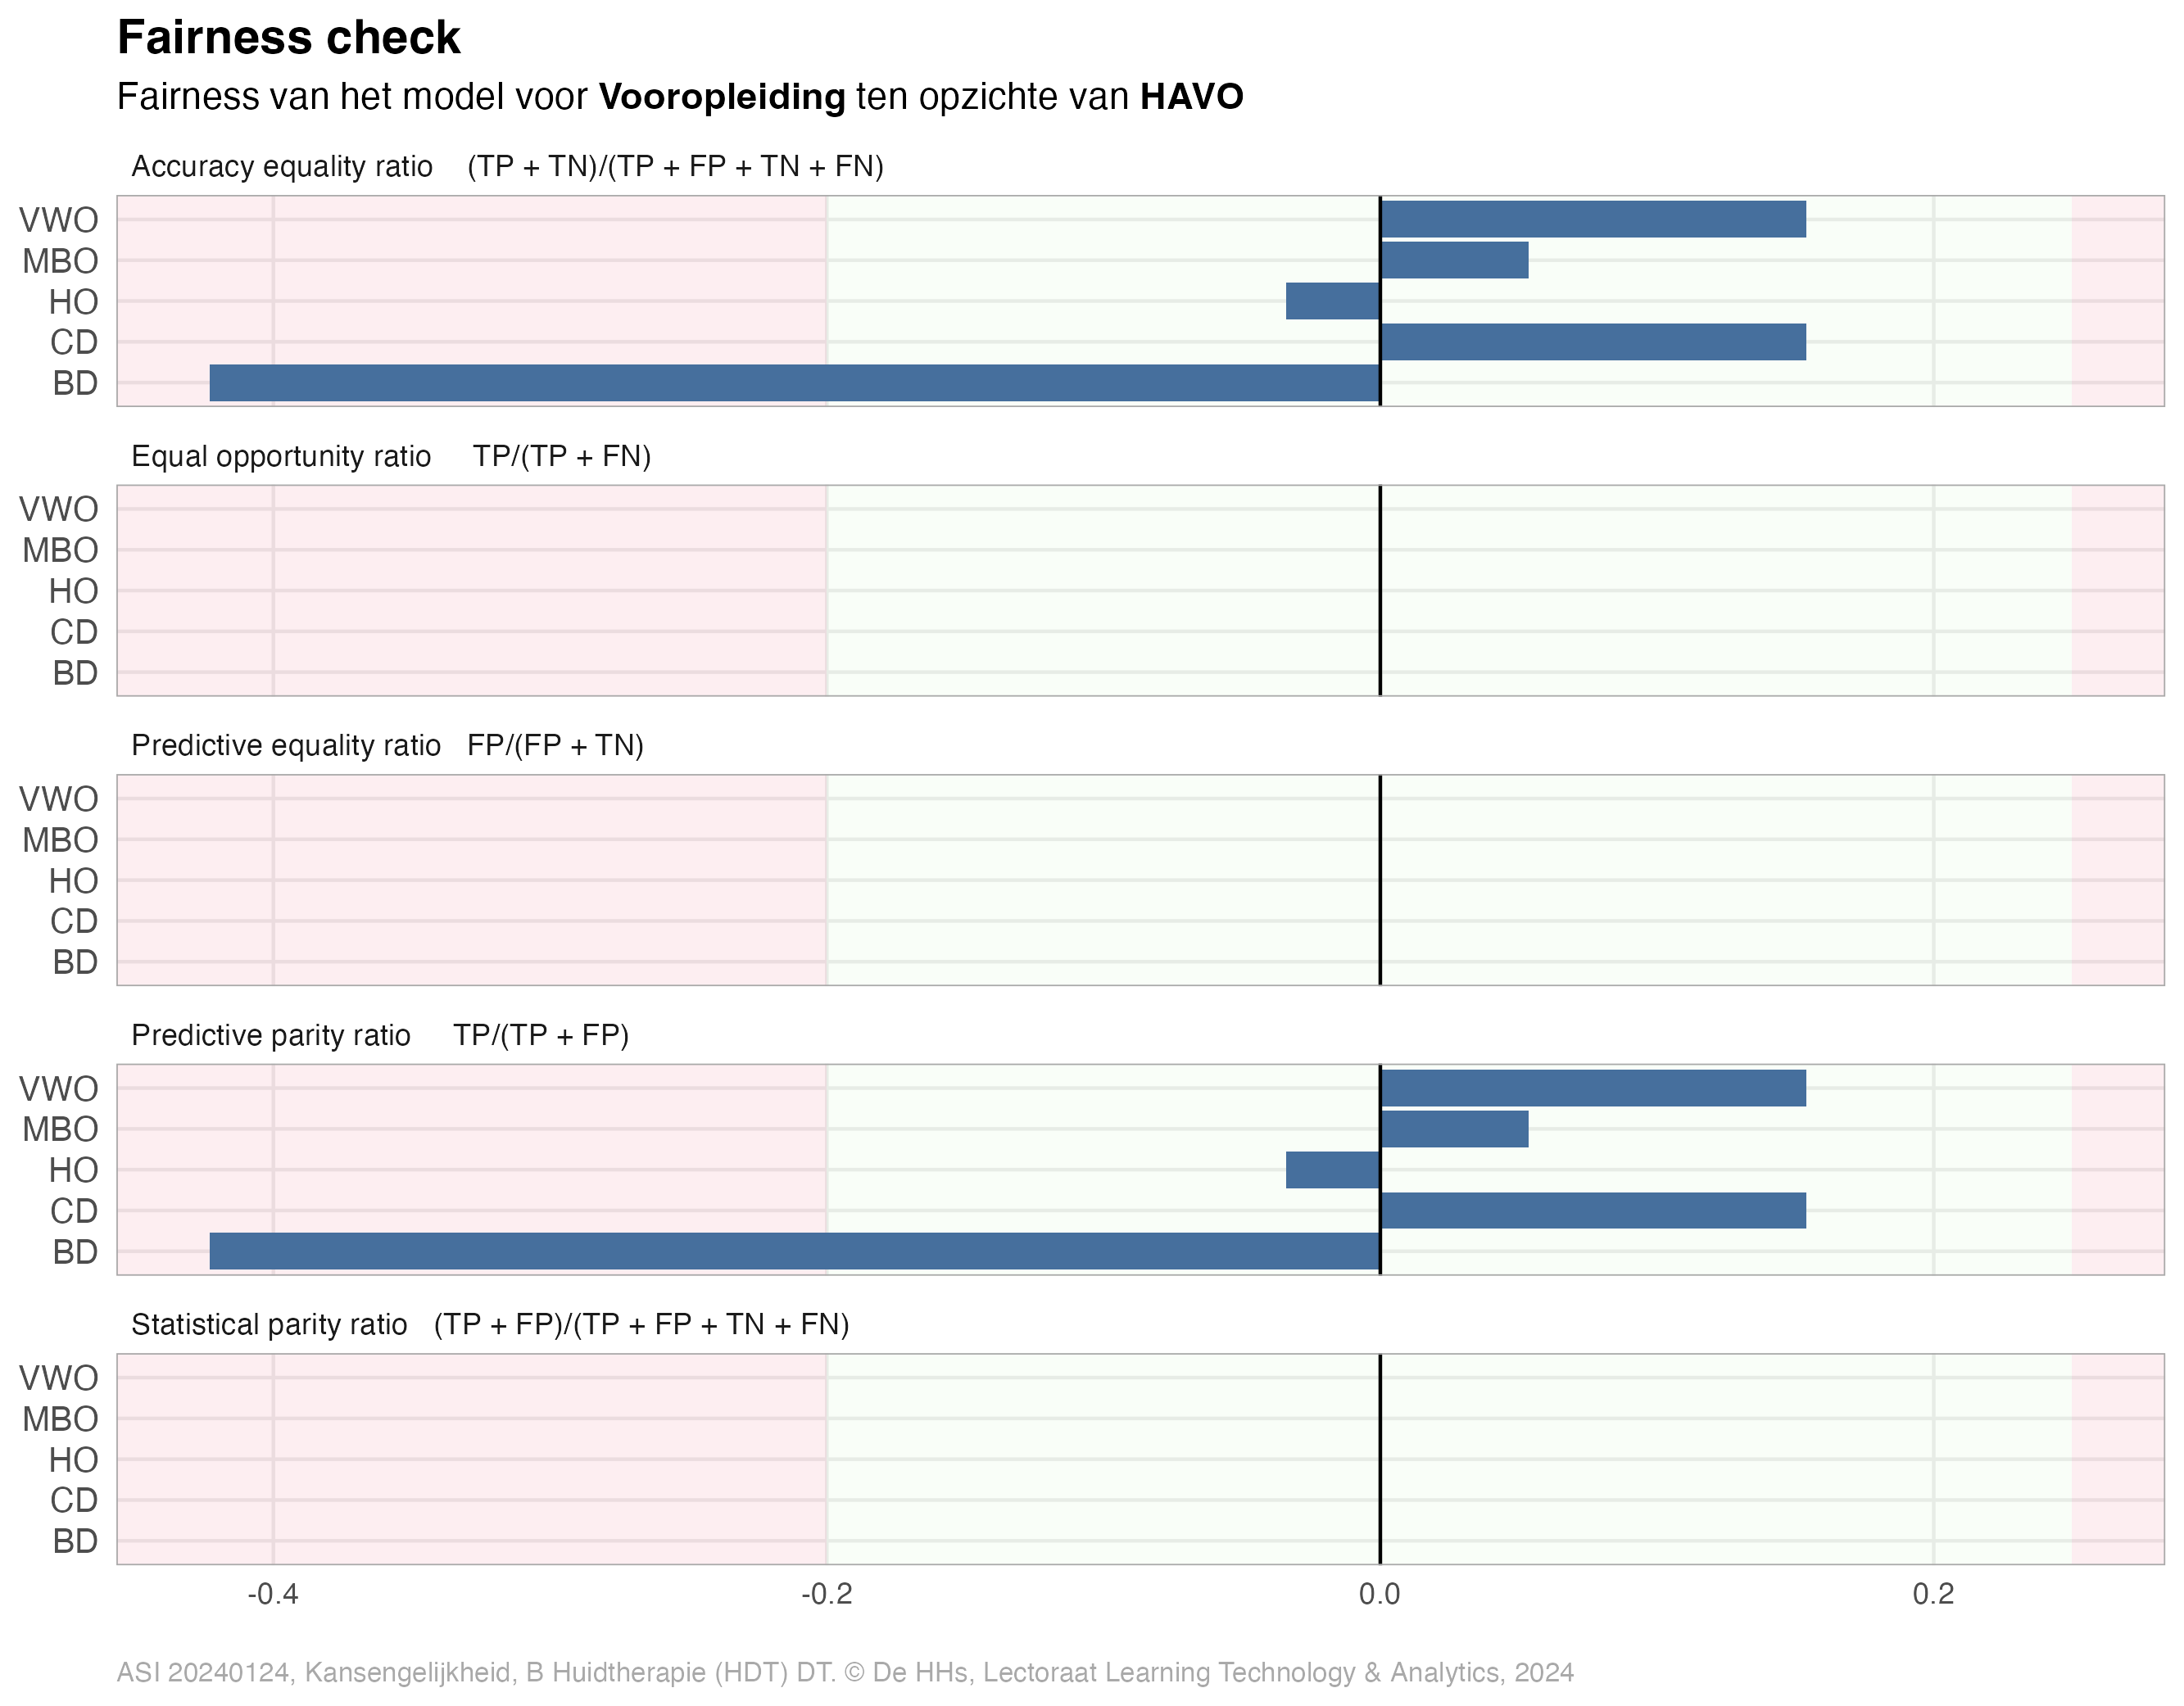 Fairness check
Fairness van het model voor Vooropleiding ten opzichte van HAVO
Accuracy equality ratio (TP + TN)/(TP + FP + TN + FN)
VWO
MBO
HO
CD
BD
Equal opportunity ratio TP/(TP + FN)
VWO
MBO
HO
CD
BD
Predictive equality ratio FP/(FP + TN)
VWO
MBO
HO
CD
BD
Predictive parity ratio TP/(TP + FP)
VWO
MBO
HO
CD
BD
Statistical parity ratio (TP + FP)/(TP + FP + TN + FN)
VWO
MBO
HO
CD
BD
-0.4 -0.2 0.0 0.2
ASI 20240124, Kansengelijkheid, B Huidtherapie (HDT) DT. © De HHs, Lectoraat Learning Technology & Analytics, 2024